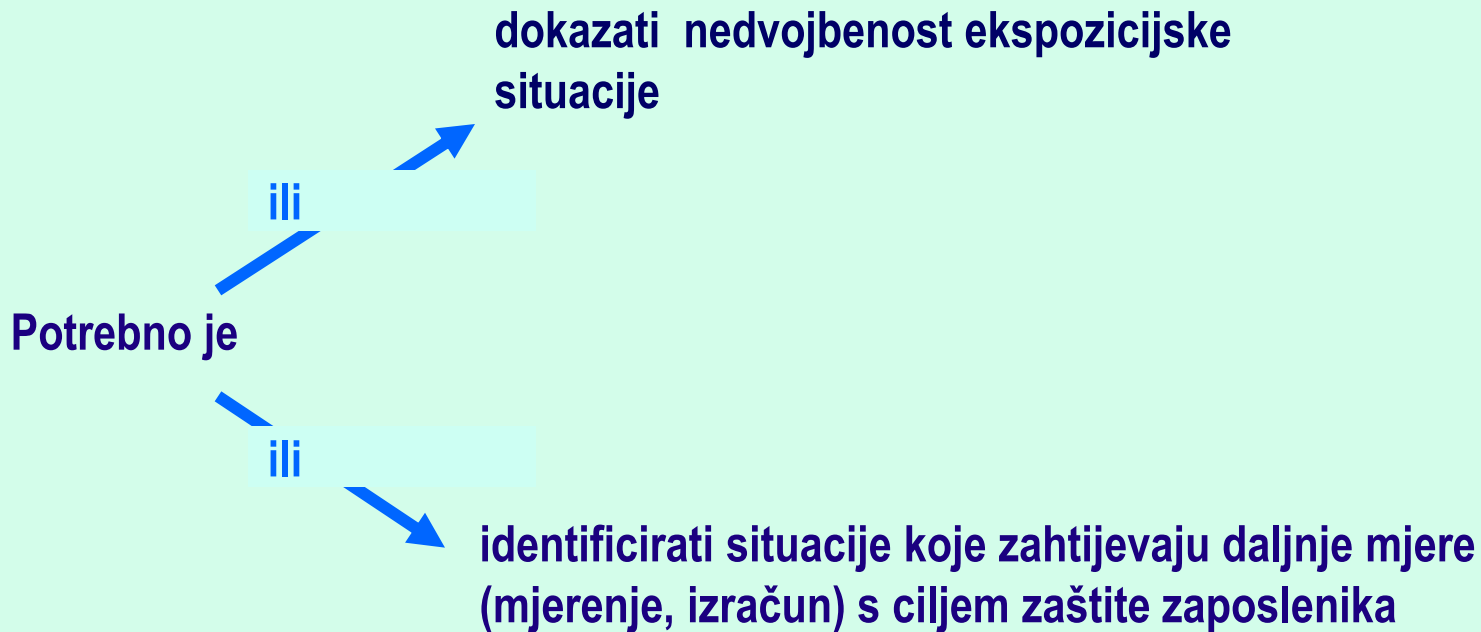 dokazati nedvojbenost ekspozicijske
situacije
ili
Potrebno je
ili
identificirati situacije koje zahtijevaju daljnje mjere
(mjerenje, izračun) s ciljem zaštite zaposlenika